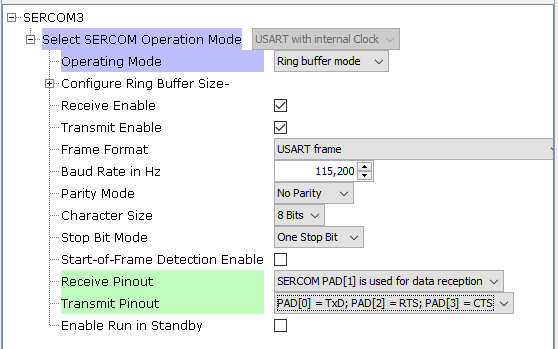 SERCOM3
Select SERCOM Operation Mode USART with internal Clock
Operating Mode Ring buffer mode
Configure Ring Buffer Size-
Receive Enable
Transmit Enable
Frame Format USART frame
Baud Rate in Hz 115,200
Parity Mode No Parity
Character Size 8 Bits
Stop Bit Mode One Stop Bit
Start-of-Frame Detection Enable
Receive Pinout SERCOM PAD[1] is used for data reception
Transmit Pinout PAD[0] = TxD; PAD[2] = RTS; PAD[3] = CTS
Enable Run in Standby